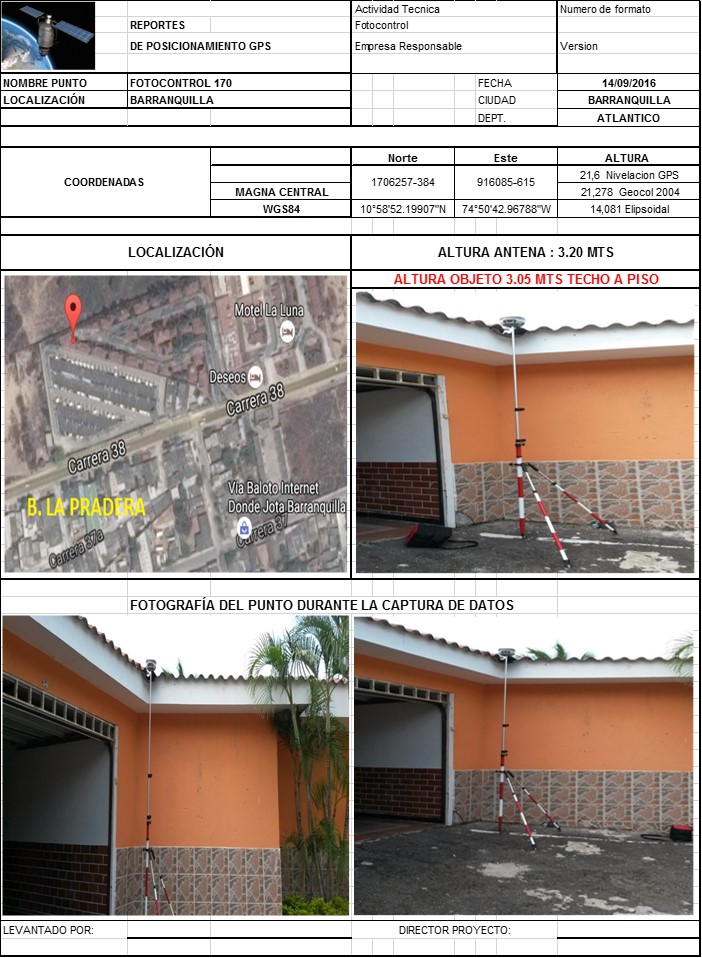 Actividad Tecnica
Numero de formato
REPORTES
Fotocontrol
DE POSICIONAMIENTO GPS
Empresa Responsable
Version
NOMBRE PUNTO
FOTOCONTROL 170
FECHA
14/09/2016
LOCALIZACIÓN
BARRANQUILLA
CIUDAD
BARRANQUILLA
DEPT.
ATLANTICO
COORDENADAS
Norte
Este
ALTURA
1706257-384
916085-615
21,6 Nivelacion GPS
MAGNA CENTRAL
21,278 Geocol 2004
WGS84
10°58'52.19907"N
74°50'42.96788"W
14,081 Elipsoidal
LOCALIZACIÓN
ALTURA ANTENA : 3.20 MTS
ALTURA OBJETO 3.05 MTS TECHO A PISO
Motel La Luna
Deseos
Carrera 38
Carrera 38
Vía Baloto Internet
Donde Jota Barranquilla
B. LA PRADERA
Carrera 37
Carrera 37a
FOTOGRAFÍA DEL PUNTO DURANTE LA CAPTURA DE DATOS
LEVANTADO POR:
DIRECTOR PROYECTO: